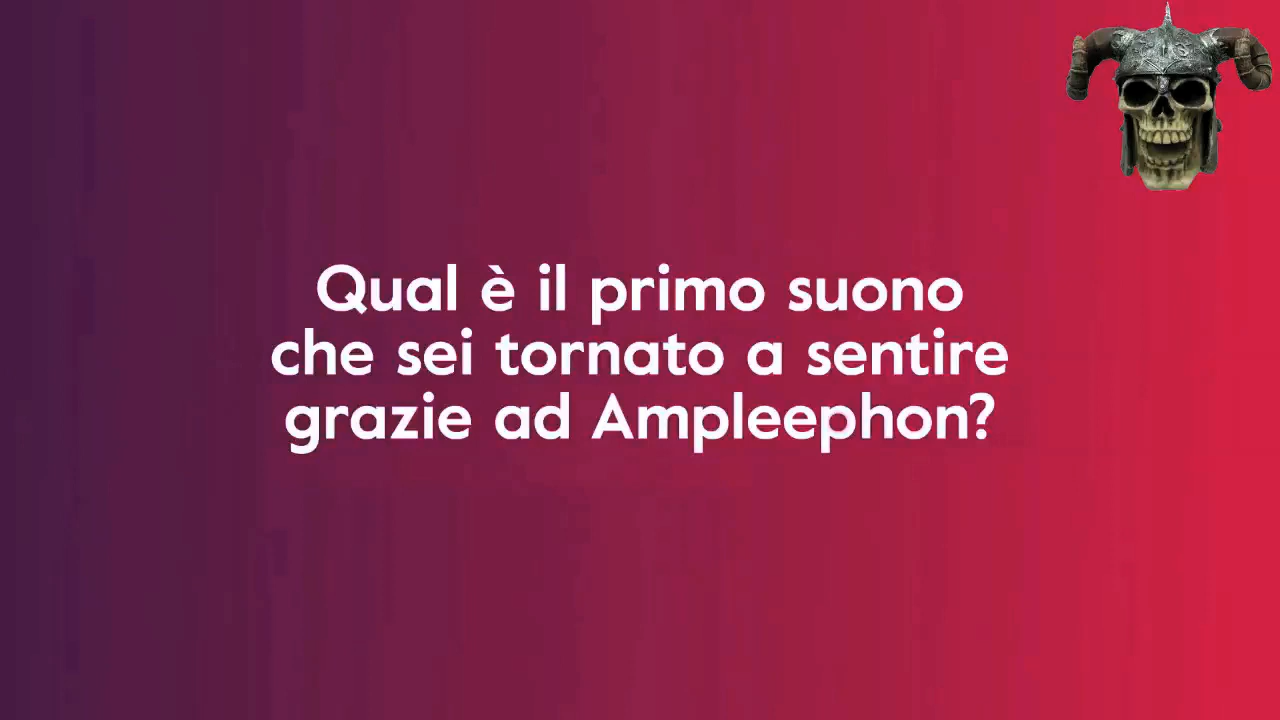 Qual è il primo suono
che sei tornato a sentire
grazie ad Ampleephon?